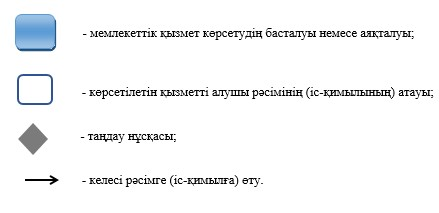 - мемлекеттік қызмет көрсетудің басталуы немесе аяқталуы;
- көрсетілетін қызметті алушы рәсімінің (іс-қимылының) атауы;
- таңдау нұсқасы;
- келесі рәсімге (іс-қимылға) өту.